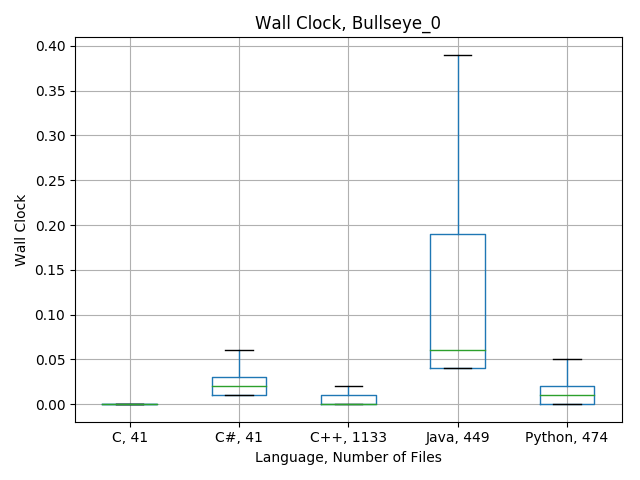 Wall Clock, Bullseye_0
0.40
0.35
0.30
0.25
0.20
0.15
0.10
0.05
0.00
Wall Clock
C, 41 C#, 41 C++, 1133 Java, 449 Python, 474
Language, Number of Files